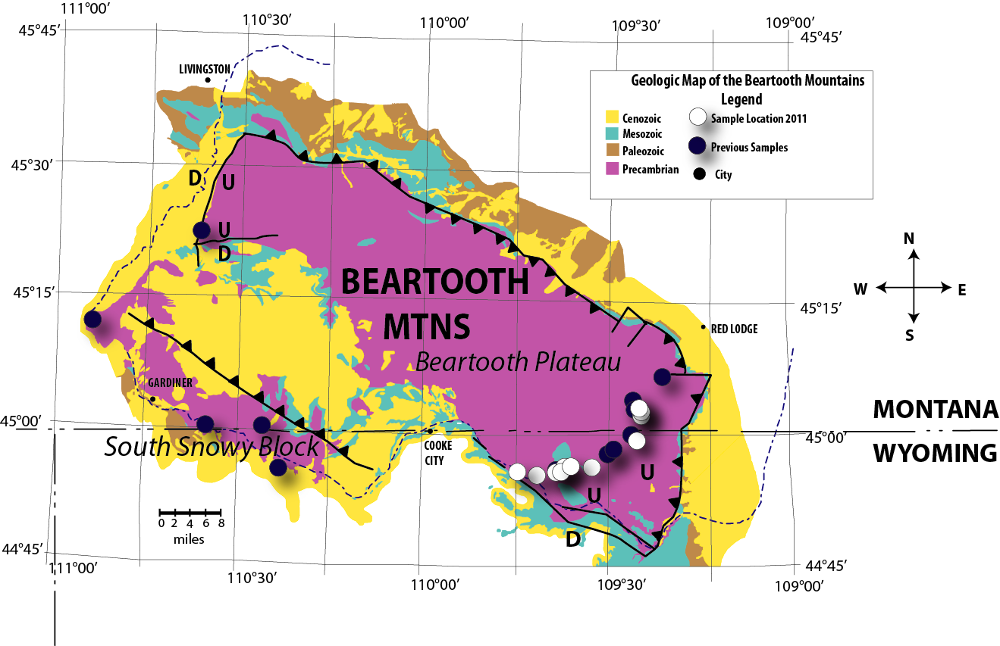 111°00′
110°30′
110°00′
109°30′
109°00′
45°45′
45°45′
LIVINGSTON
Geologic Map of the Beartooth Mountains
Legend
Cenozoic
Mesozoic
Paleozoic
Precambrian
Sample Location 2011
Previous Samples
City
45°30′
D
U
U
D
N
W
E
S
45°15′
45°15′
BEARTOOTH
MTNS
Beartooth Plateau
RED LODGE
GARDINER
45°00′
45°00′
MONTANA
WYOMING
South Snowy Block
COOKE
CITY
U
U
D
0 2 4 6 8
miles
44°45′
44°45′
111°00′
110°30′
110°00′
109°30′
109°00′